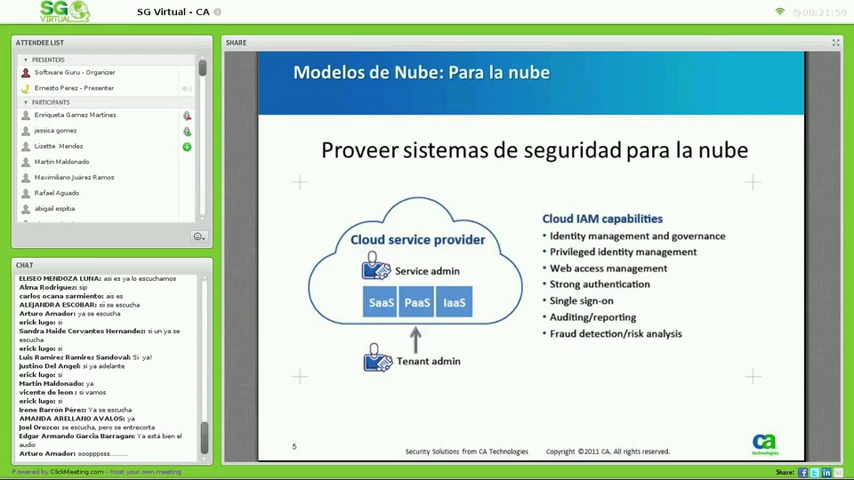 SG VIRTUAL
SG Virtual - CA
00:21:59
ATTENDEE LIST
PRESENTERS
Software Guru - Organizer
Ernesto Perez - Presenter
PARTICIPANTS
Enriqueta Gamez Martinez
jessica gomez
Lizette Mendez
Martin Maldonado
Maximiliano Juárez Ramos
Rafael Aguado
abigail espitia
CHAT
ELISEO MENDOZA LUNA: asi es ya lo escuchamos
Alma Rodriguez: sip
carlos ocana sarmiento: ais es
ALEJANDRA ESCOBAR: sii se escucha
Arturo Amador: ya se escucha
erick lugo: si
Sandra Haide Cervantes Hernandez: si un ya se
escucha
erick lugo: si
Luis Ramirez Ramirez Sandoval: Si ya!
Justino Del Angel: si ya adelante
erick lugo: si
Martin Maldonado: ya
vicente de leon : si vamos
erick lugo: si
Irene Barrón Pérez: Ya se escucha
AMANDA ARELLANO AVALOS: ya
Joel Orozco: se escucha, pero se entrecorta
Edgar Armando Garcia Barragan: Ya está bien el
audio
Arturo Amador: ooopppsss.......
SHARE
Modelos de Nube: Para la nube
Proveer sistemas de seguridad para la nube
Cloud service provider
Service admin
SaaS PaaS IaaS
Tenant admin
Cloud IAM capabilities
• Identity management and governance
• Privileged identity management
• Web access management
• Strong authentication
• Single sign-on
• Auditing/reporting
• Fraud detection/risk analysis
5
Security Solutions from CA Technologies Copyright ©2011 CA. All rights reserved.
ca
technologies
Powered by ClickMeeting.com - Host your own meeting
Share: